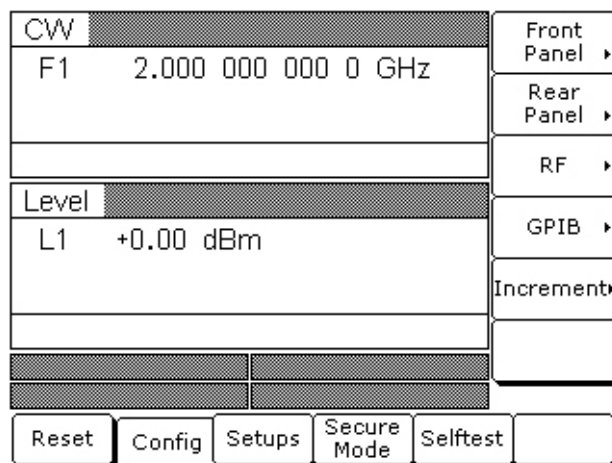 CW
F1 2.000 000 000 0 GHz
Level
L1 +0.00 dBm
Front
Panel
Rear
Panel
RF
GPIB
Increment
Reset
Config
Setups
Secure
Mode
Selftest